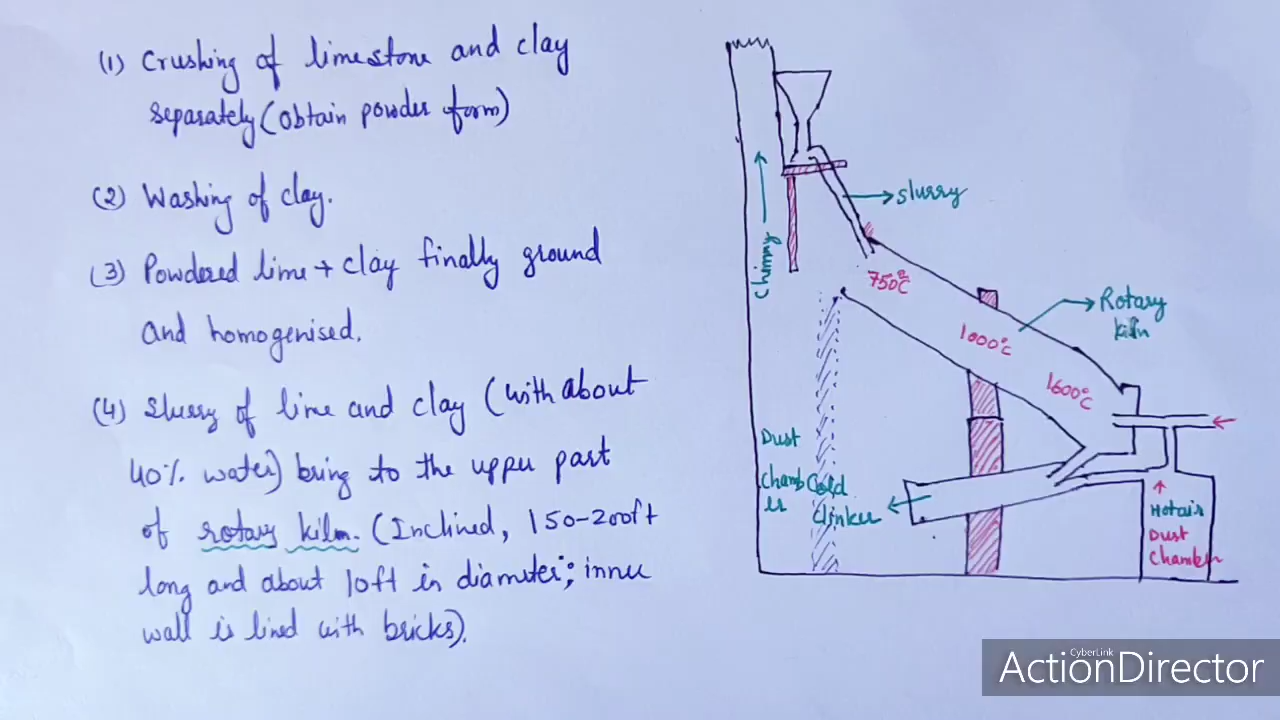 (1) Crushing of limestone and clay
separately (obtain powder form)
(2) Washing of clay.
(3) Powdered lime + clay finally ground
and homogenised.
(4) Slurry of lime and clay (with about
40% water) bring to the upper part
of rotary kiln. (Inclined, 150-200ft
long and about 10ft in diameter; inner
wall is lined with bricks).
Chimny
slurry
750°C
Rotary
kiln
1000°C
1600°C
Dust
Chamb
er
Cold
Clinker
Hot air
Dust
Chamber
CyberLink
ActionDirector